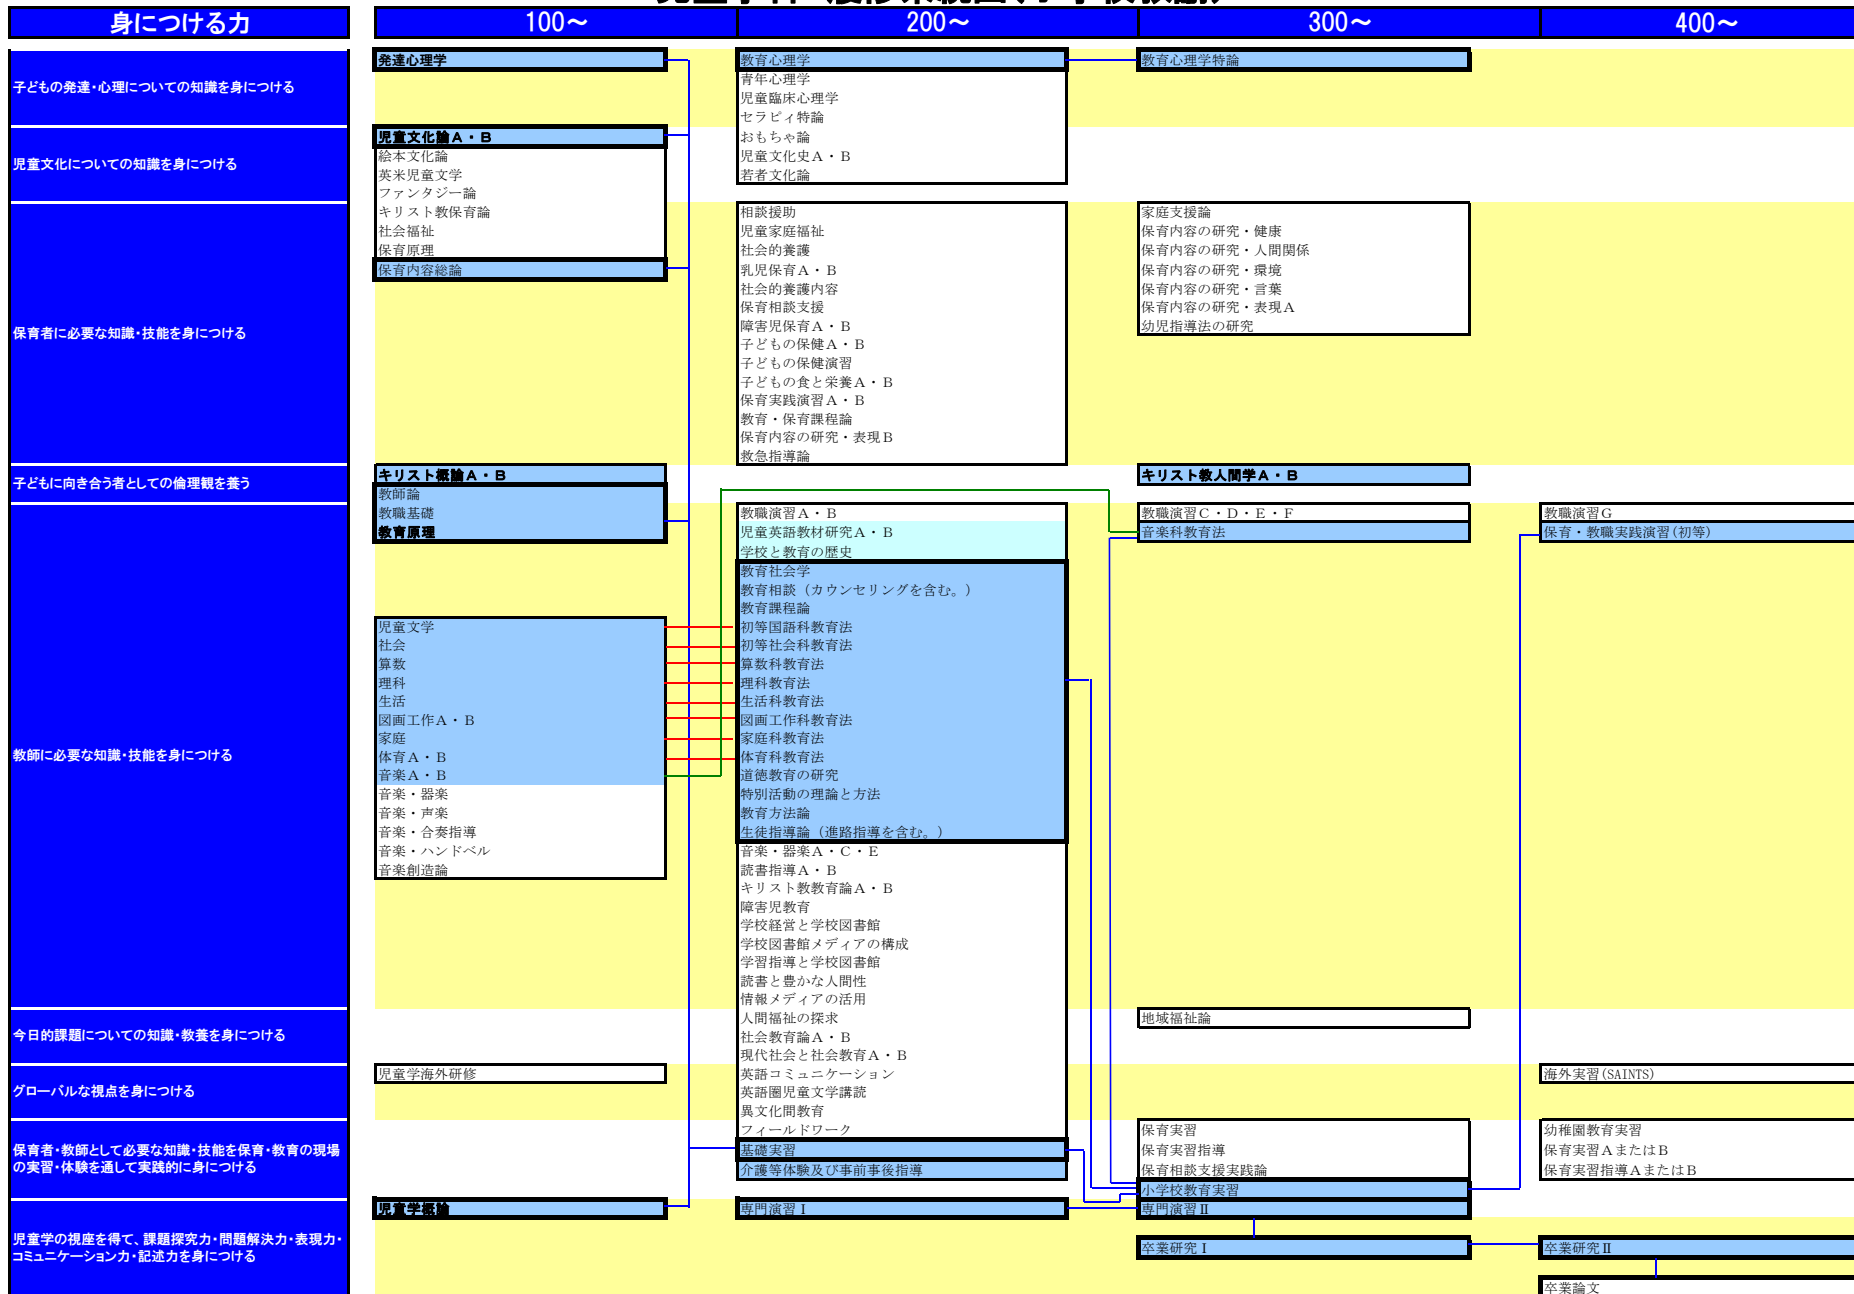 身につける力
100～
200～
300～
400～
子どもの発達・心理についての知識を身につける
発達心理学
教育心理学
青年心理学
児童臨床心理学
セラピィ特論
教育心理学特論
児童文化についての知識を身につける
児童文化論Ａ・Ｂ
絵本文化論
英米児童文学
ファンタジー論
キリスト教保育論
社会福祉
保育原理
保育内容総論
おもちゃ論
児童文化史Ａ・Ｂ
若者文化論
保育者に必要な知識・技能を身につける
相談援助
児童家庭福祉
社会的養護
乳児保育Ａ・Ｂ
社会的養護内容
保育相談支援
障害児保育Ａ・Ｂ
子どもの保健Ａ・Ｂ
子どもの保健演習
子どもの食と栄養Ａ・Ｂ
保育実践演習Ａ・Ｂ
教育・保育課程論
保育内容の研究・表現Ｂ
救急指導論
家庭支援論
保育内容の研究・健康
保育内容の研究・人間関係
保育内容の研究・環境
保育内容の研究・言葉
保育内容の研究・表現Ａ
幼児指導法の研究
子どもに向き合う者としての倫理観を養う
キリスト概論Ａ・Ｂ
キリスト教人間学Ａ・Ｂ
教師に必要な知識・技能を身につける
教師論
教職基礎
教育原理
児童文学
社会
算数
理科
生活
図画工作Ａ・Ｂ
家庭
体育Ａ・Ｂ
音楽Ａ・Ｂ
音楽・器楽
音楽・声楽
音楽・合奏指導
音楽・ハンドベル
音楽創造論
教職演習Ａ・Ｂ
児童英語教材研究Ａ・Ｂ
学校と教育の歴史
教育社会学
教育相談（カウンセリングを含む。）
教育課程論
初等国語科教育法
初等社会科教育法
算数科教育法
理科教育法
生活科教育法
図画工作科教育法
家庭科教育法
体育科教育法
道徳教育の研究
特別活動の理論と方法
教育方法論
生徒指導論（進路指導を含む。）
音楽・器楽Ａ・Ｃ・Ｅ
読書指導Ａ・Ｂ
キリスト教教育論Ａ・Ｂ
障害児教育
学校経営と学校図書館
学校図書館メディアの構成
学習指導と学校図書館
読書と豊かな人間性
情報メディアの活用
教職演習Ｃ・Ｄ・Ｅ・Ｆ
音楽科教育法
教職演習Ｇ
保育・教職実践演習(初等)
今日的課題についての知識・教養を身につける
人間福祉の探求
社会教育論Ａ・Ｂ
現代社会と社会教育Ａ・Ｂ
地域福祉論
グローバルな視点を身につける
児童学海外研修
英語コミュニケーション
英語圏児童文学講読
異文化間教育
海外実習(SAINTS)
保育者・教師として必要な知識・技能を保育・教育の現場
の実習・体験を通して実践的に身につける
フィールドワーク
基礎実習
介護等体験及び事前事後指導
保育実習
保育実習指導
保育相談支援実践論
小学校教育実習
幼稚園教育実習
保育実習ＡまたはＢ
保育実習指導ＡまたはＢ
児童学の視座を得て、課題探究力・問題解決力・表現力・
コミュニケーション力・記述力を身につける
児童学概論
専門演習Ⅰ
専門演習Ⅱ
卒業研究Ⅰ
卒業研究Ⅱ
卒業論文